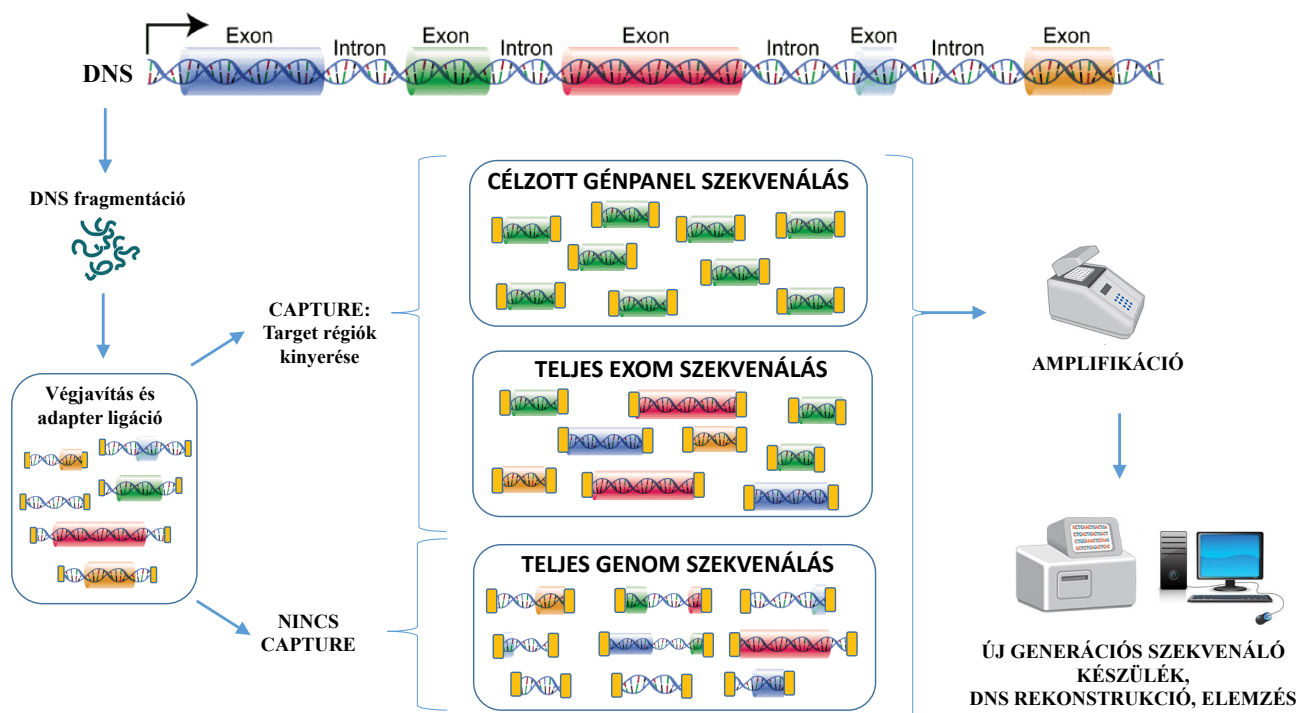 Exon
Intron
Exon
Intron
Exon
Intron
Exon
Intron
Exon
DNS
DNS fragmentáció
Végjavítás és
adapter ligáció
CAPTURE:
Target régiók
kinyerése
NINCS
CAPTURE
CÉLZOTT GÉNPANEL SZEKVENÁLÁS
TELJES EXOM SZEKVENÁLÁS
TELJES GENOM SZEKVENÁLÁS
AMPLIFIKÁCIÓ
ÚJ GENERÁCIÓS SZEKVENÁLÓ
KÉSZÜLÉK,
DNS REKONSTRUKCIÓ, ELEMZÉS